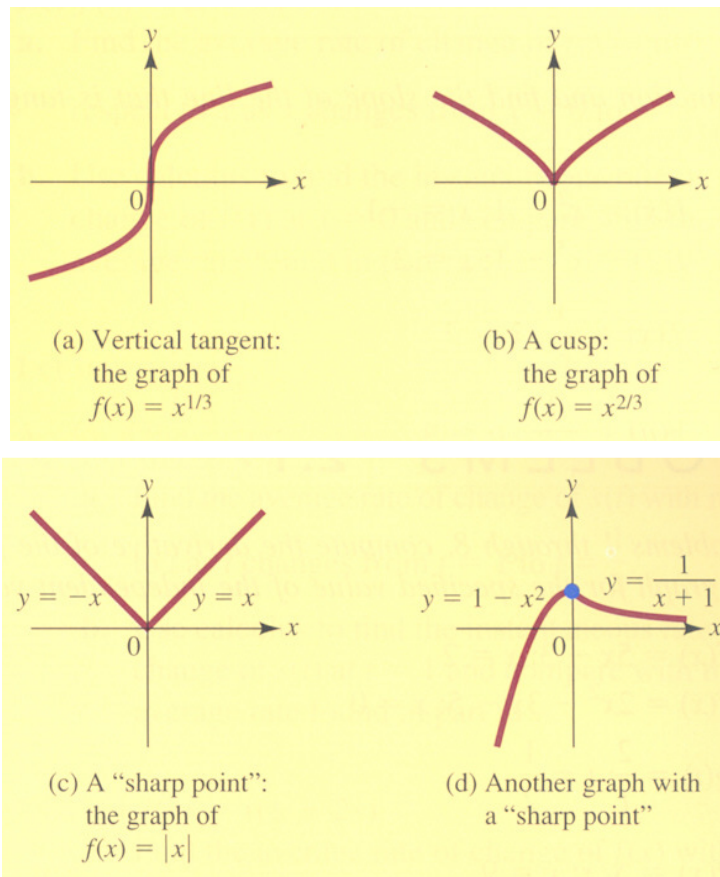 y
x
0
(a) Vertical tangent:
the graph of
f(x) = x^{1/3}
y
x
0
(b) A cusp:
the graph of
f(x) = x^{2/3}
y
y = −x
y = x
x
0
(c) A “sharp point”:
the graph of
f(x) = |x|
y
y = 1 − x²
y = 1/(x + 1)
x
0
(d) Another graph with
a “sharp point”